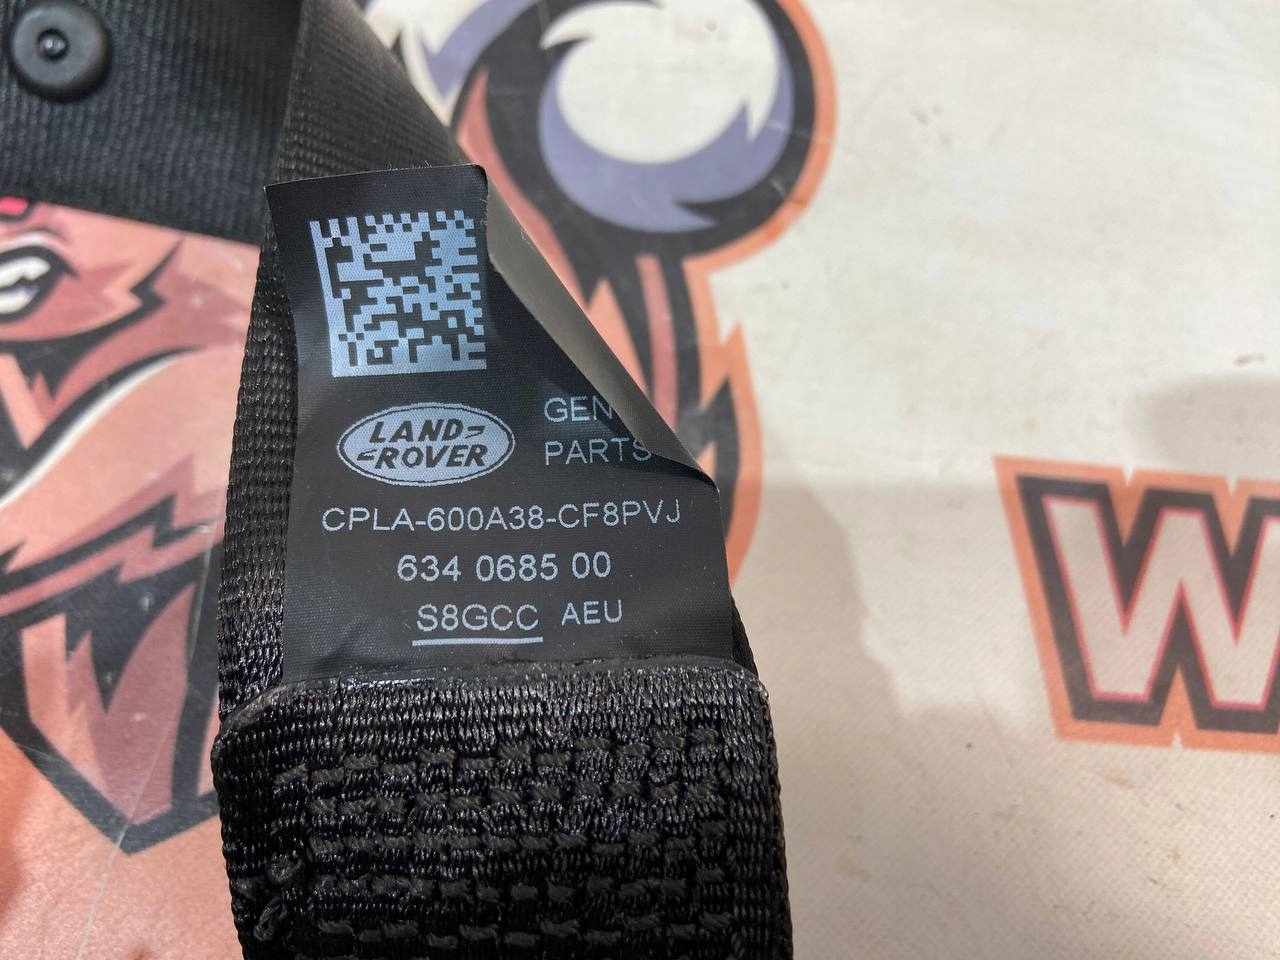 LAND
ROVER
GEN
PARTS
CPLA-600A38-CF8PVJ
634 0685 00
S8GCC AEU
W